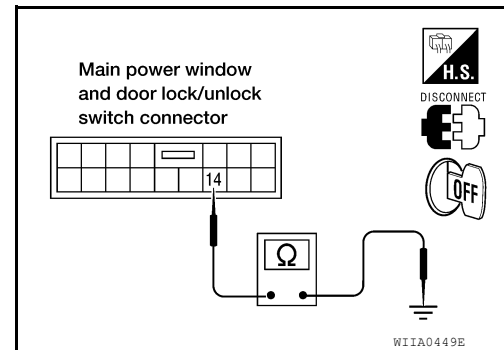 Main power window
and door lock/unlock
switch connector
H.S.
DISCONNECT
OFF
14
Ω
WIIA0449E